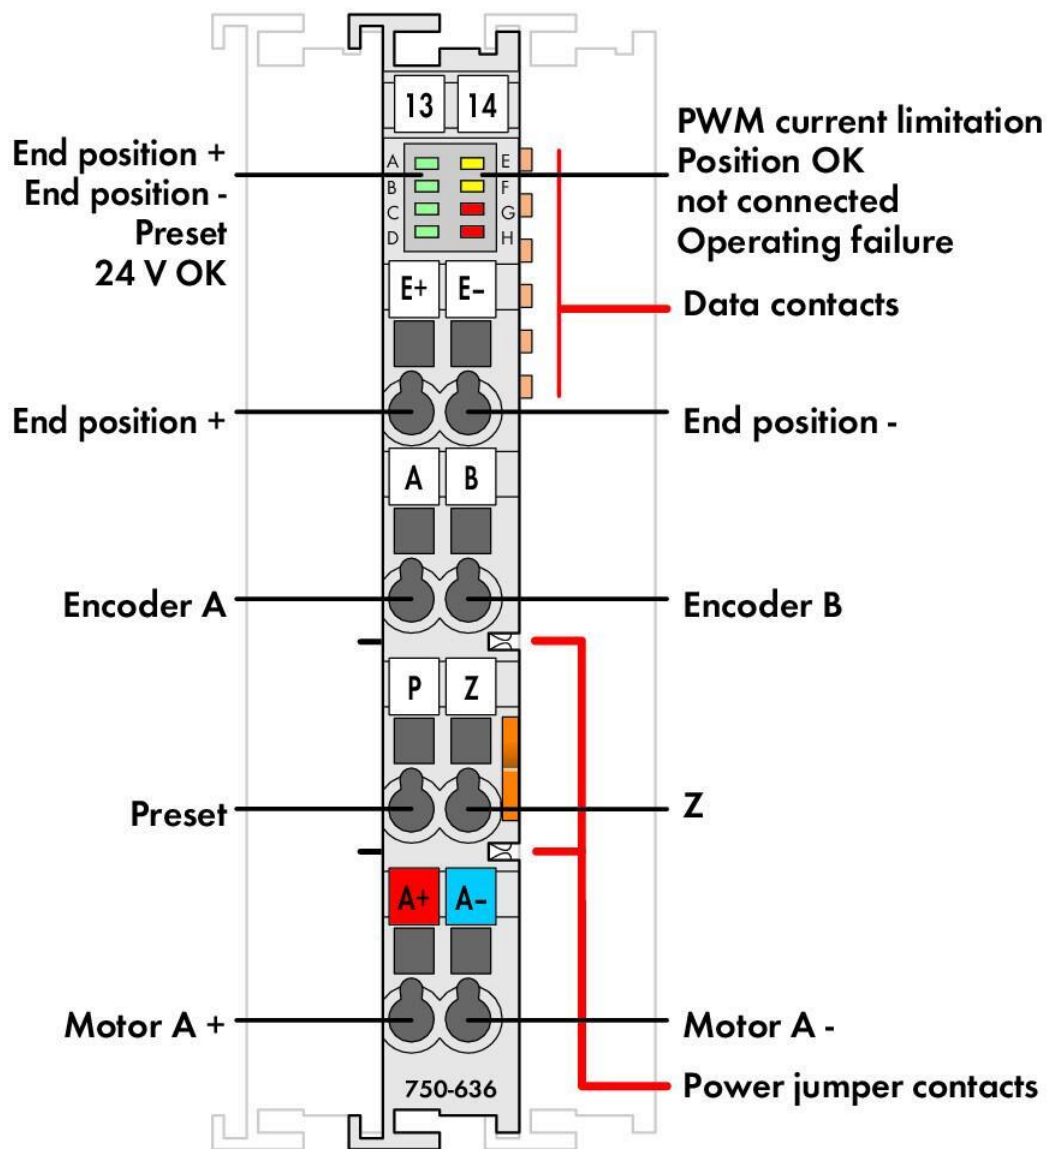 13 14
End position +
End position -
Preset
24 V OK
PWM current limitation
Position OK
not connected
Operating failure
A E
B F
C G
D H
E+ E-
Data contacts
End position +
End position -
A B
Encoder A
Encoder B
P Z
Preset
Z
A+ A-
Motor A +
Motor A -
750-636
Power jumper contacts